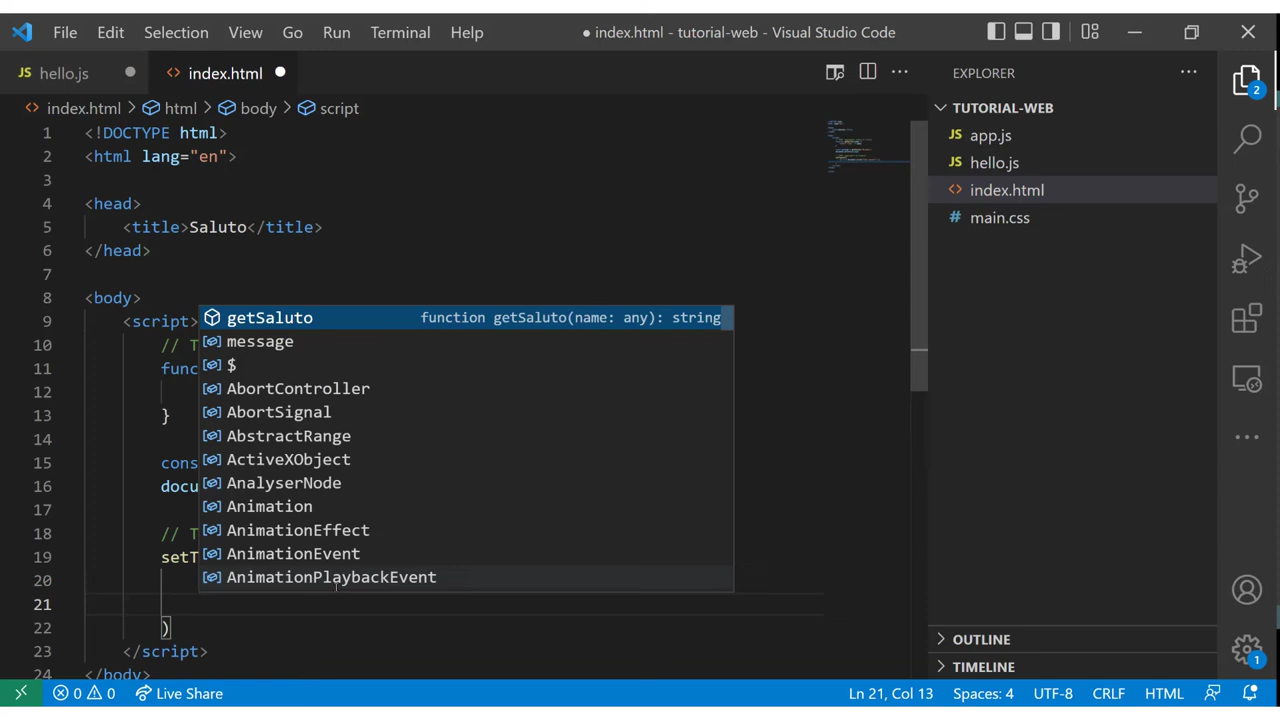 File Edit Selection View Go Run Terminal Help ● index.html - tutorial-web - Visual Studio Code
JS hello.js ● <> index.html ●
<> index.html > html > body > script
1 <!DOCTYPE html>
2 <html lang="en">
3
4 <head>
5 <title>Saluto</title>
6 </head>
7
8 <body>
9 <script>
10 // T
11 func
12
13 }
14
15 cons
16 docu
17
18 // T
19 setT
20
21
22 )
23 </script>
24 </body>
getSaluto function getSaluto(name: any): string
message
$
AbortController
AbortSignal
AbstractRange
ActiveXObject
AnalyserNode
Animation
AnimationEffect
AnimationEvent
AnimationPlaybackEvent
EXPLORER
TUTORIAL-WEB
JS app.js
JS hello.js
<> index.html
# main.css
OUTLINE
TIMELINE
2
1
0 0 Live Share Ln 21, Col 13 Spaces: 4 UTF-8 CRLF HTML